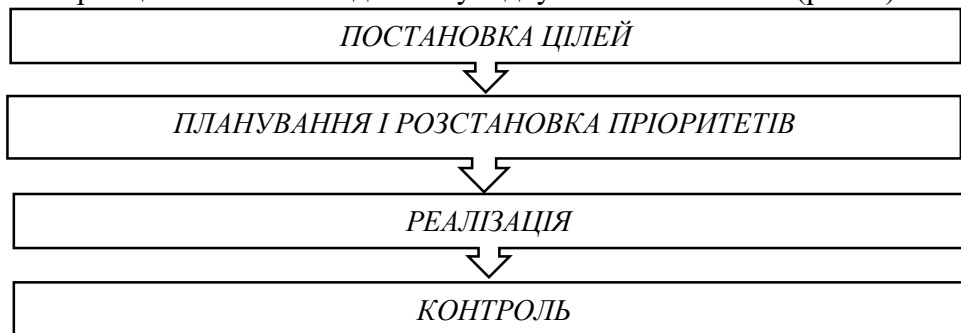 ПОСТАНОВКА ЦІЛЕЙ
ПЛАНУВАННЯ І РОЗСТАНОВКА ПРІОРИТЕТІВ
РЕАЛІЗАЦІЯ
КОНТРОЛЬ